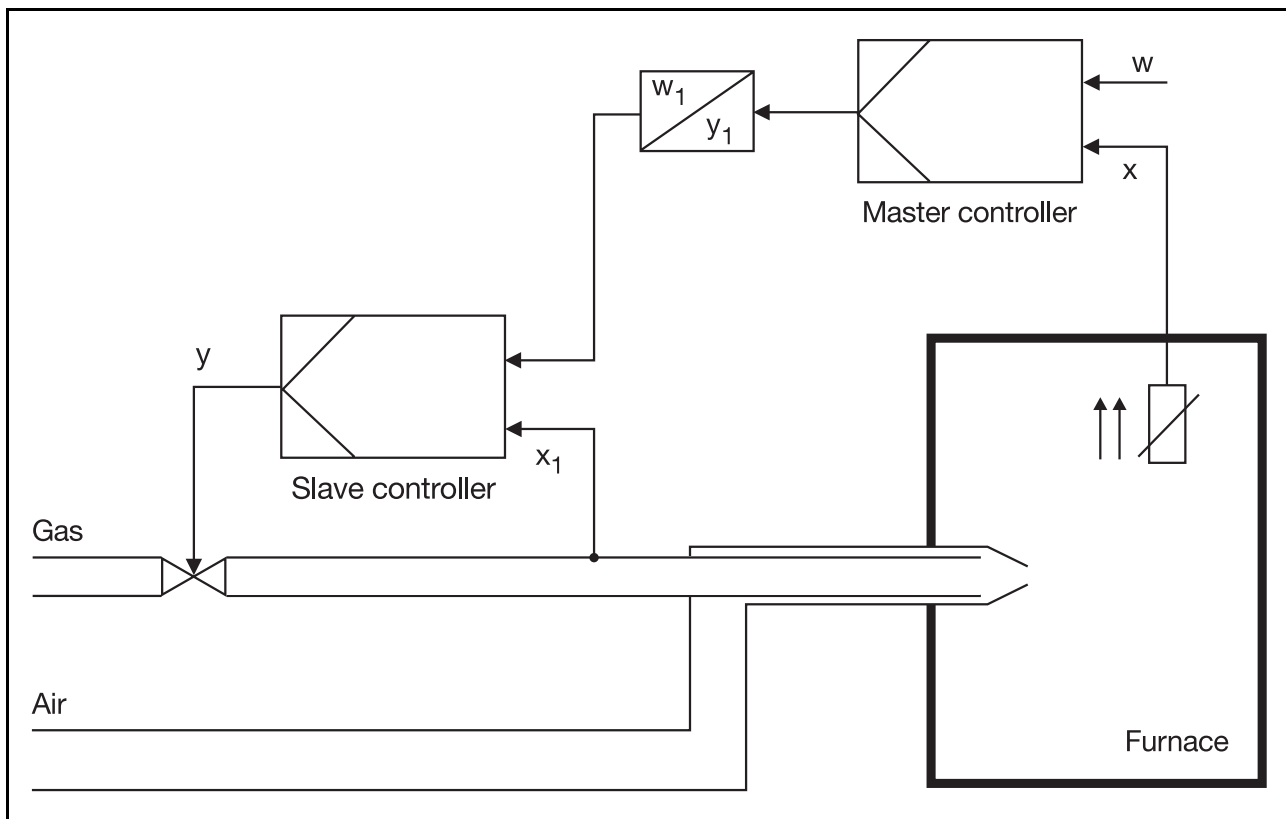 w
w₁
y₁
x
Master controller
y
x₁
Slave controller
Gas
Air
Furnace